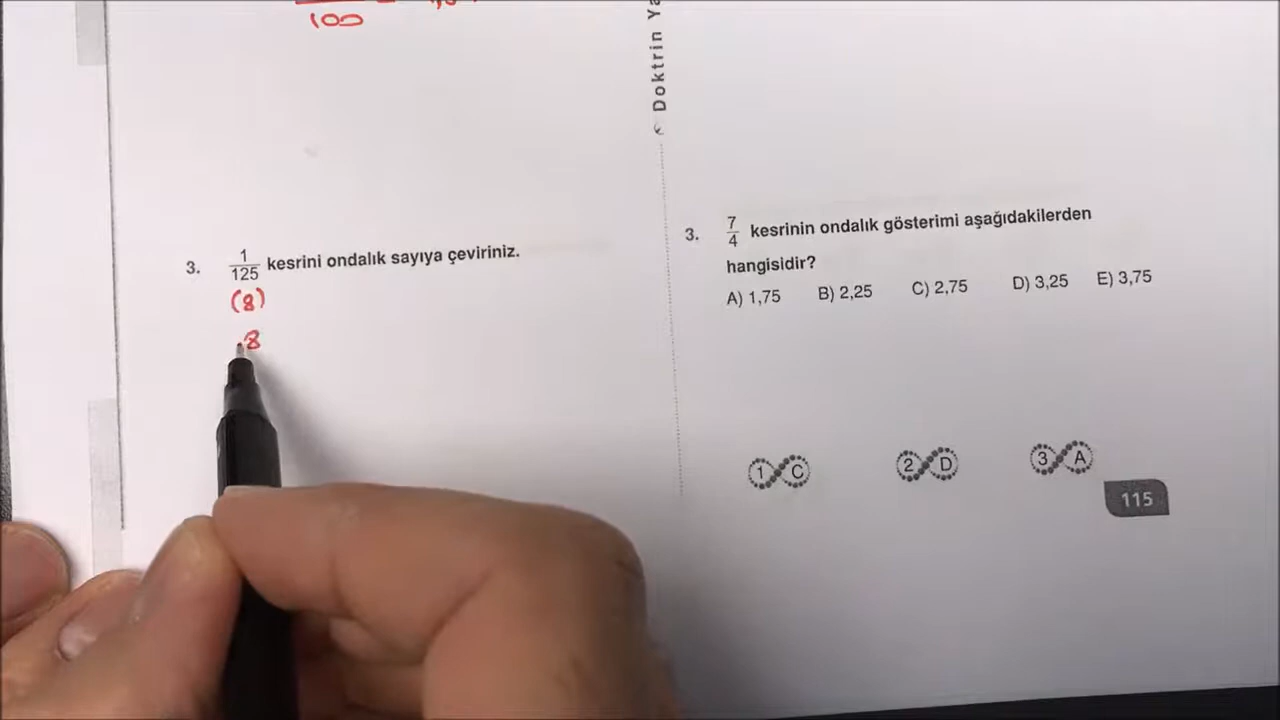 100
Doktrin Ya
3. 1/125 kesrini ondalık sayıya çeviriniz.
(8)
.8
3. 7/4 kesrinin ondalık gösterimi aşağıdakilerden
hangisidir?
A) 1,75 B) 2,25 C) 2,75 D) 3,25 E) 3,75
1 C 2 D 3 A
115